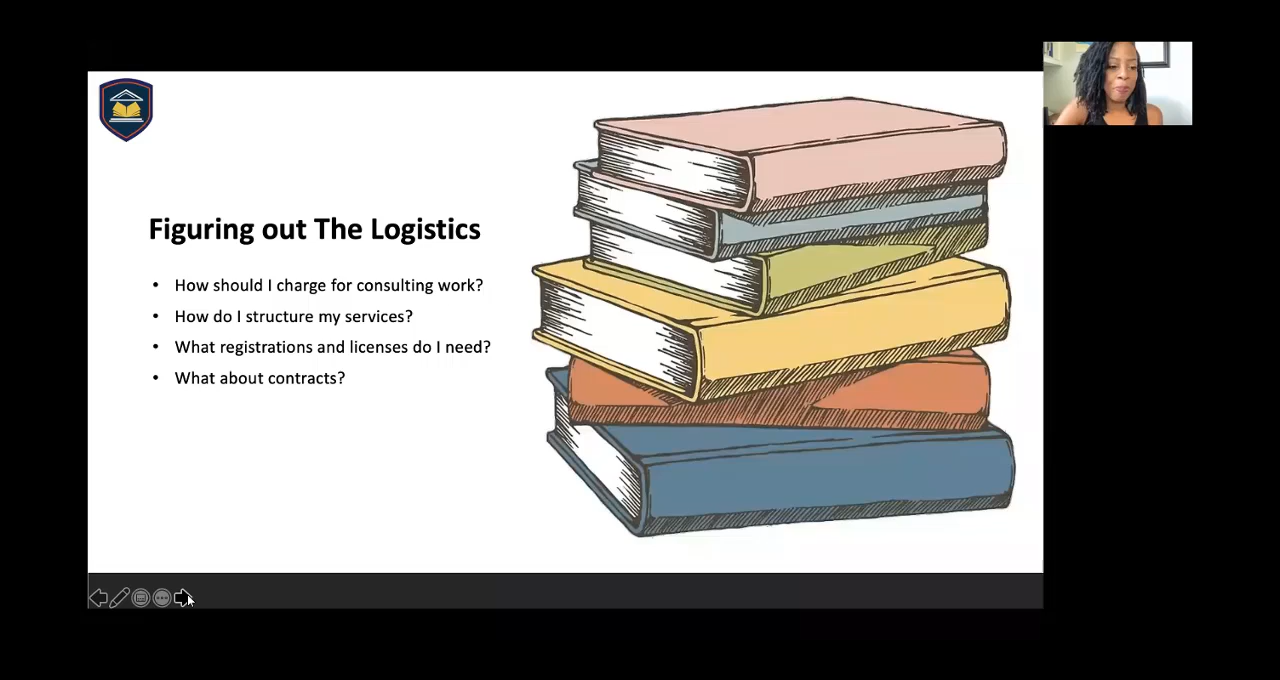 Figuring out The Logistics
• How should I charge for consulting work?
• How do I structure my services?
• What registrations and licenses do I need?
• What about contracts?